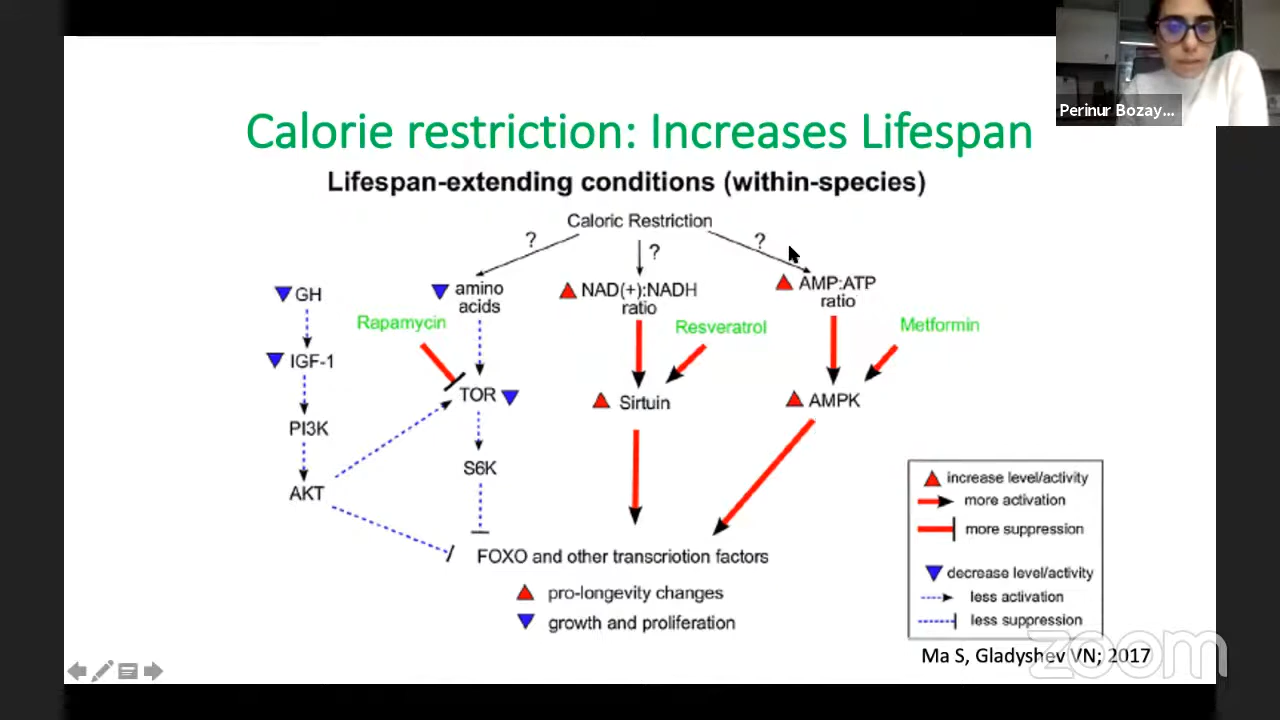 Perinur Bozay...
Calorie restriction: Increases Lifespan
Lifespan-extending conditions (within-species)
Caloric Restriction
?
?
?
GH
amino
acids
NAD(+):NADH
ratio
AMP:ATP
ratio
Rapamycin
Resveratrol
Metformin
IGF-1
TOR
Sirtuin
AMPK
PI3K
S6K
AKT
FOXO and other transcriotion factors
pro-longevity changes
growth and proliferation
increase level/activity
more activation
more suppression
decrease level/activity
less activation
less suppression
Ma S, Gladyshev VN; 2017
zoom